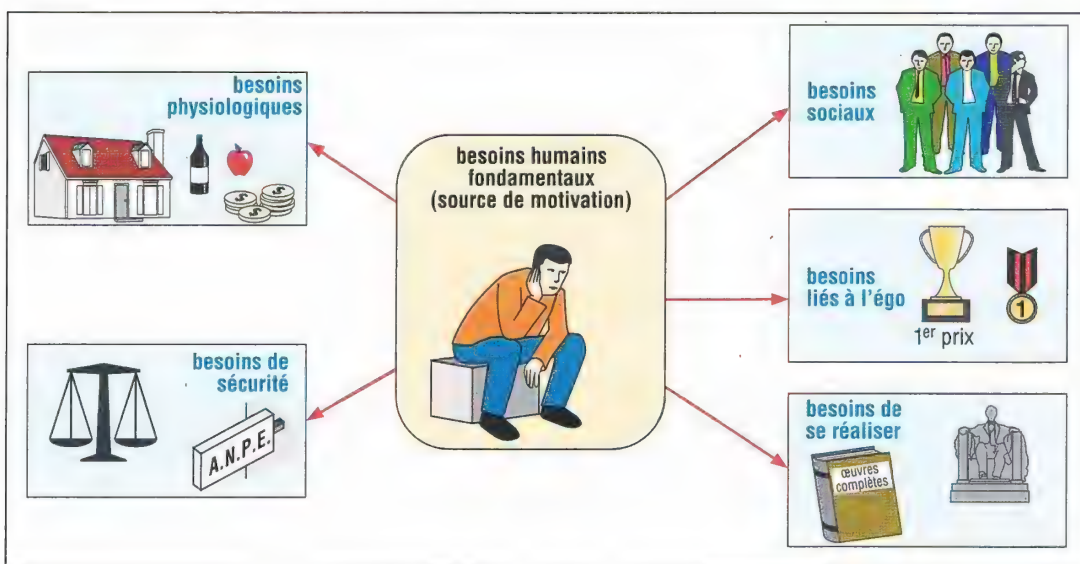 besoins
physiologiques
$
$
$
besoins de
sécurité
A.N.P.E.
besoins humains
fondamentaux
(source de motivation)
besoins
sociaux
besoins
liés à l'égo
1
1er prix
besoins de
se réaliser
œuvres
complètes